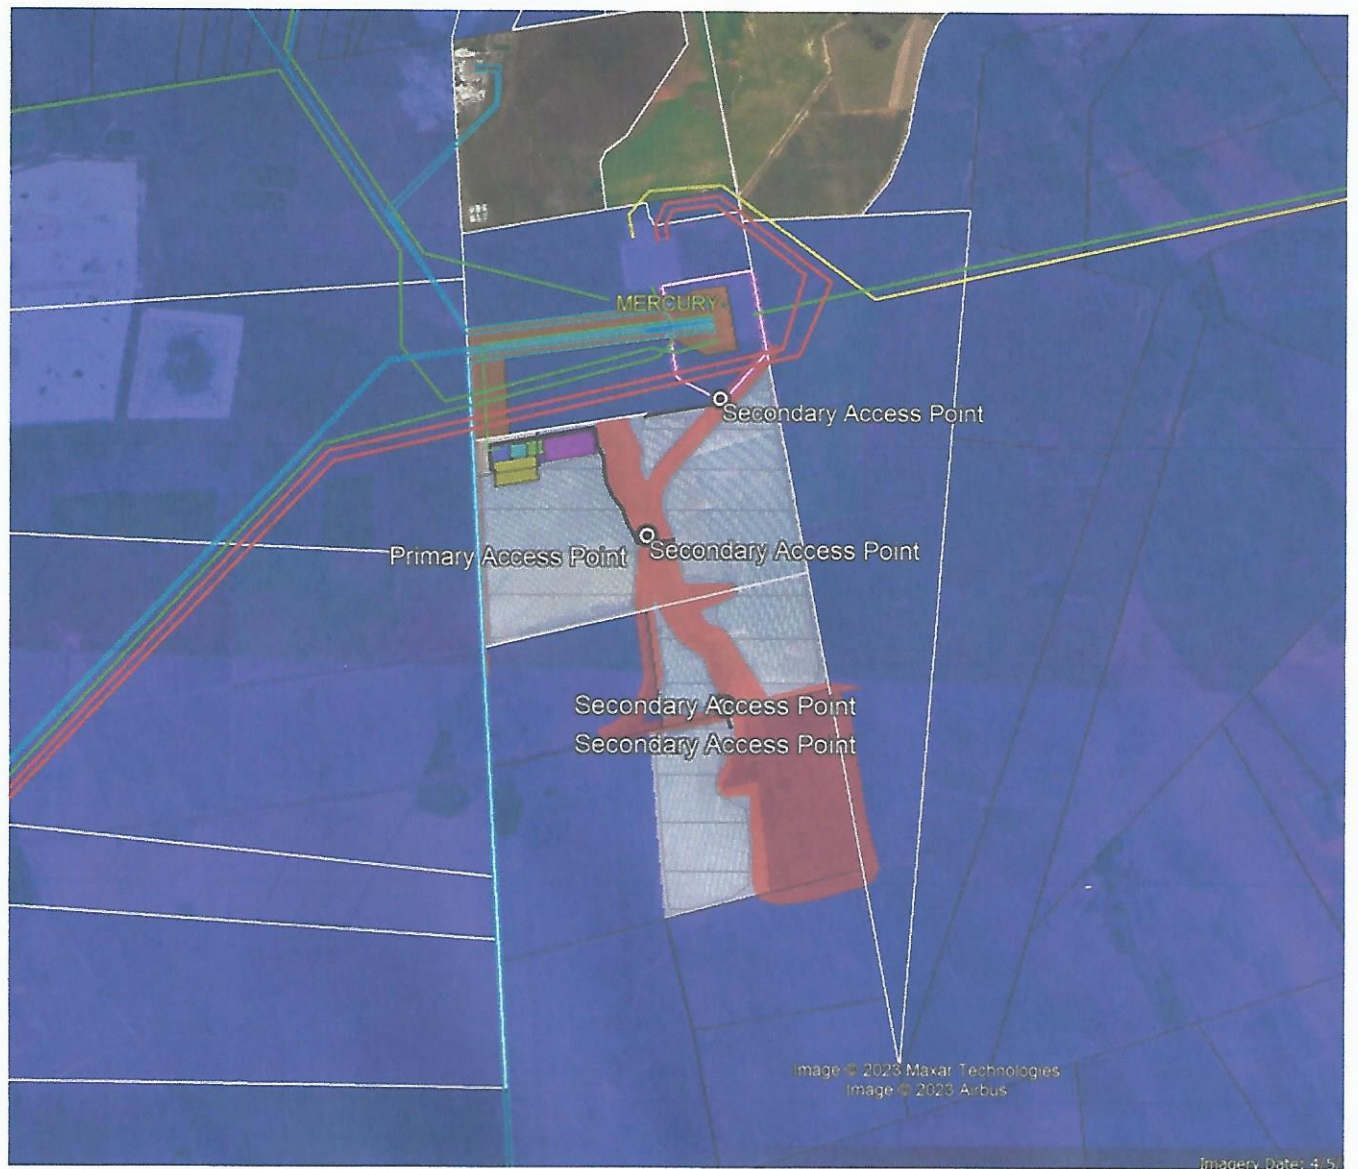 MERCURY
Secondary Access Point
Primary Access Point
Secondary Access Point
Secondary Access Point
Secondary Access Point
Image © 2023 Maxar Technologies
Image © 2023 Airbus
Imagery Date: 4/5